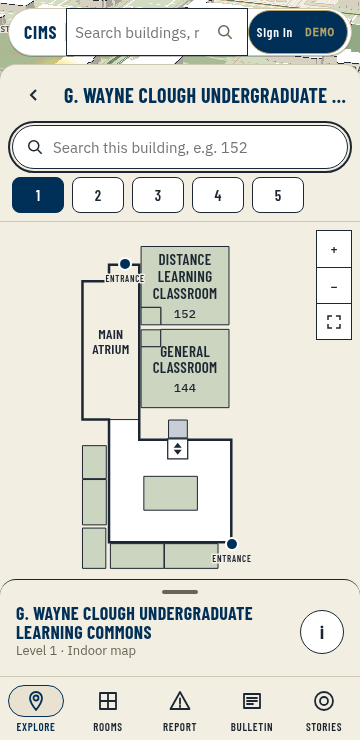 CIMS
Search buildings, r
Sign In DEMO
G. WAYNE CLOUGH UNDERGRADUATE ...
Search this building, e.g. 152
1 2 3 4 5
DISTANCE
LEARNING
CLASSROOM
152
ENTRANCE
MAIN
ATRIUM
GENERAL
CLASSROOM
144
ENTRANCE
G. WAYNE CLOUGH UNDERGRADUATE
LEARNING COMMONS
Level 1 · Indoor map
EXPLORE ROOMS REPORT BULLETIN STORIES